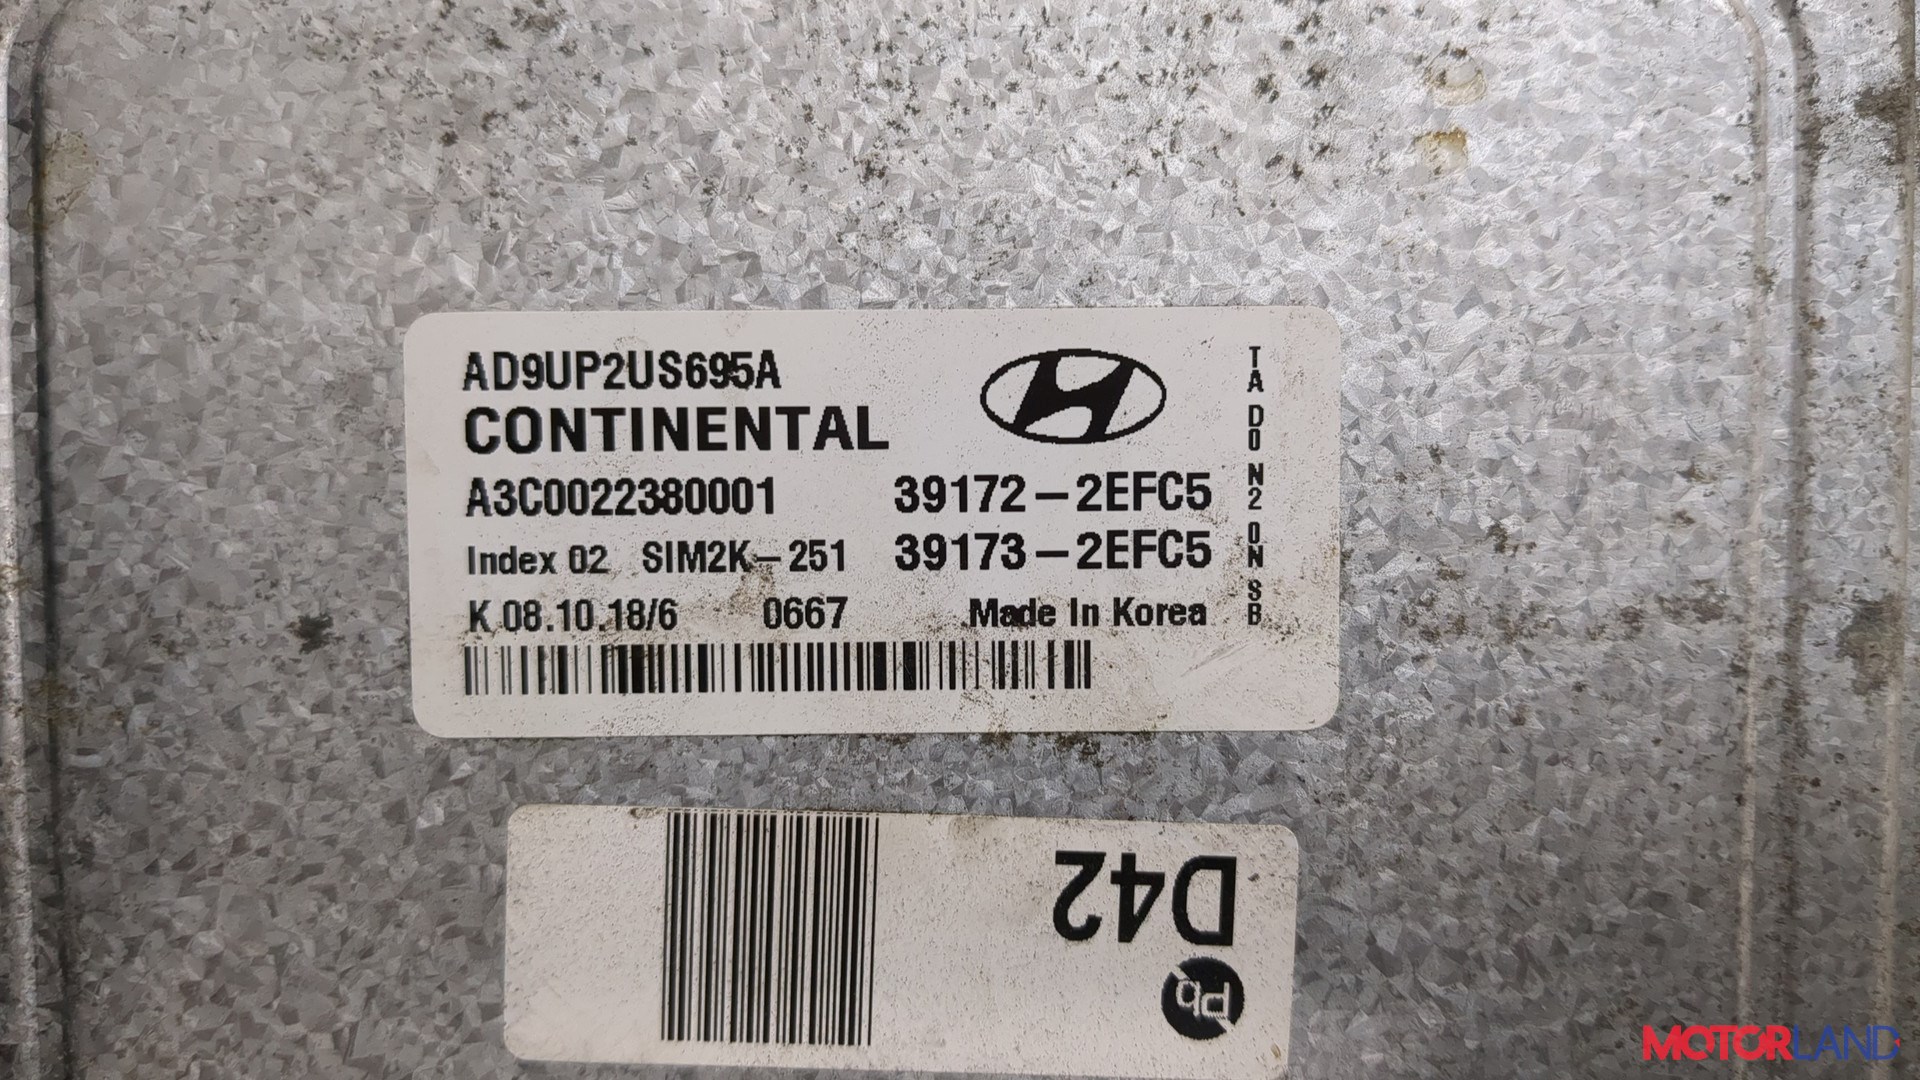 AD9UP2US695A
CONTINENTAL
A3C0022380001 39172-2EFC5
Index 02 SIM2K-251 39173-2EFC5
K 08.10.18/6 0667 Made In Korea
TA DO N2 0N SB
D42
Pb
MOTORLAND